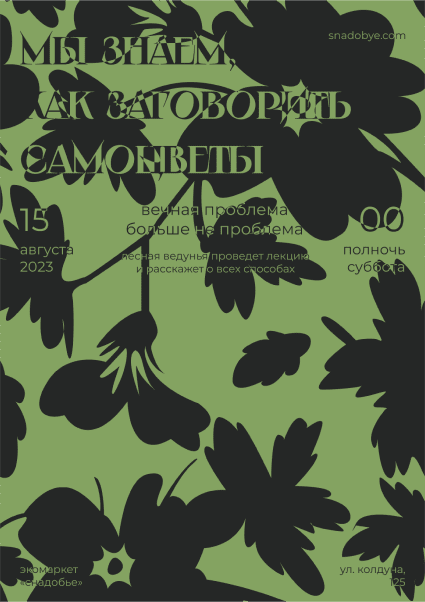 snadobye.com
МЫ ЗНАЕМ,
КАК ЗАГОВОРИТЬ
САМОЦВЕТЫ
15
августа
2023
вечная проблема
больше не проблема
лесная ведунья проведет лекцию
и расскажет о всех способах
00
полночь
суббота
экомаркет
«снадобье»
ул. колдуна,
125